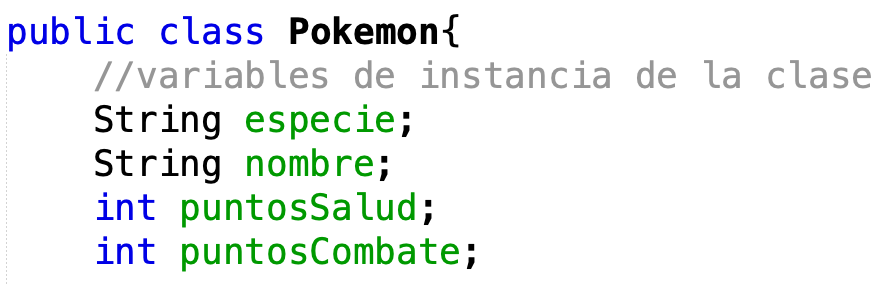 public class Pokemon{
//variables de instancia de la clase
String especie;
String nombre;
int puntosSalud;
int puntosCombate;